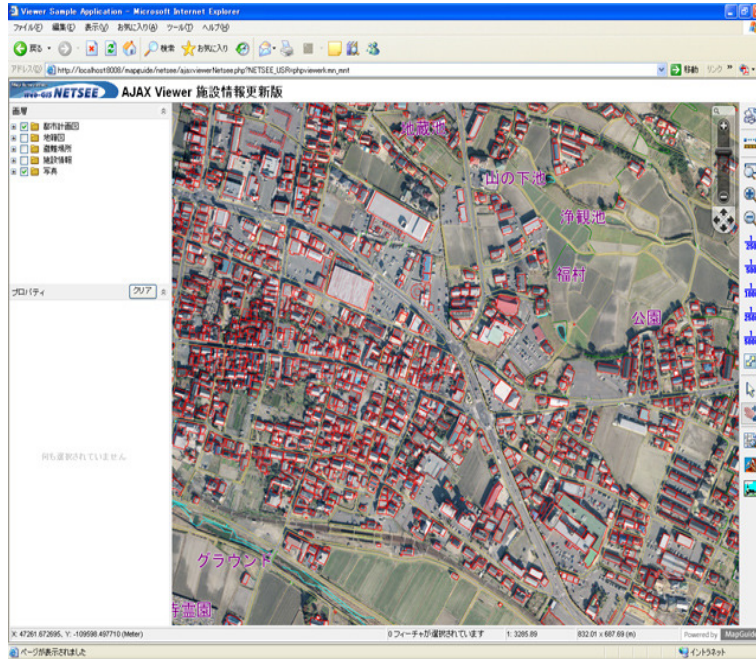 Viewer Sample Application - Microsoft Internet Explorer
ファイル(F) 編集(E) 表示(V) お気に入り(A) ツール(T) ヘルプ(H)
戻る 検索 お気に入り
アドレス(D) http://localhost:8008/mapguide/netsee/ajaxviewerNetsee.php?NETSEE_USR=phpviewerkmn_mnt 移動 リンク
Web-GIS NETSEE AJAX Viewer 施設情報更新版
画層
都市計画図
地籍図
避難場所
施設情報
写真
プロパティ クリア
何も選択されていません
地蔵池
山の下池
浄観池
福村
公園
グラウンド
寺霊園
X: 47261.672695, Y: -109598.497710 (Meter) 0 フィーチャが選択されています 1: 3285.89 832.01 x 687.69 (m) Powered by MapGuide
ページが表示されました イントラネット